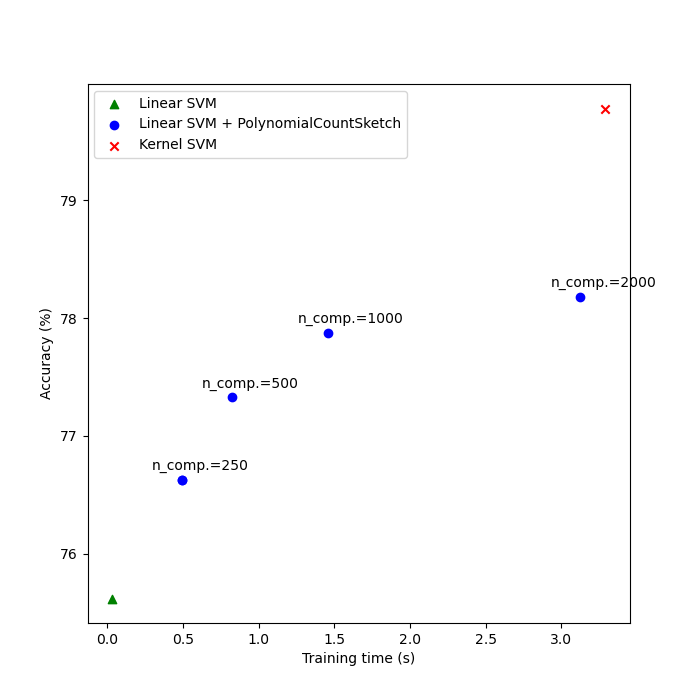 Linear SVM
Linear SVM + PolynomialCountSketch
Kernel SVM
79
78
77
76
Accuracy (%)
n_comp.=2000
n_comp.=1000
n_comp.=500
n_comp.=250
0.0 0.5 1.0 1.5 2.0 2.5 3.0
Training time (s)